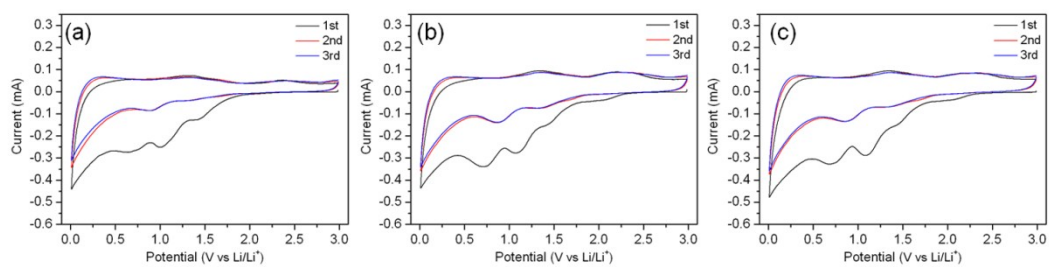 (a)
1st
2nd
3rd
Current (mA)
0.3
0.2
0.1
0.0
-0.1
-0.2
-0.3
-0.4
-0.5
-0.6
0.0 0.5 1.0 1.5 2.0 2.5 3.0
Potential (V vs Li/Li⁺)
(b)
1st
2nd
3rd
Current (mA)
0.3
0.2
0.1
0.0
-0.1
-0.2
-0.3
-0.4
-0.5
-0.6
0.0 0.5 1.0 1.5 2.0 2.5 3.0
Potential (V vs Li/Li⁺)
(c)
1st
2nd
3rd
Current (mA)
0.3
0.2
0.1
0.0
-0.1
-0.2
-0.3
-0.4
-0.5
-0.6
0.0 0.5 1.0 1.5 2.0 2.5 3.0
Potential (V vs Li/Li⁺)